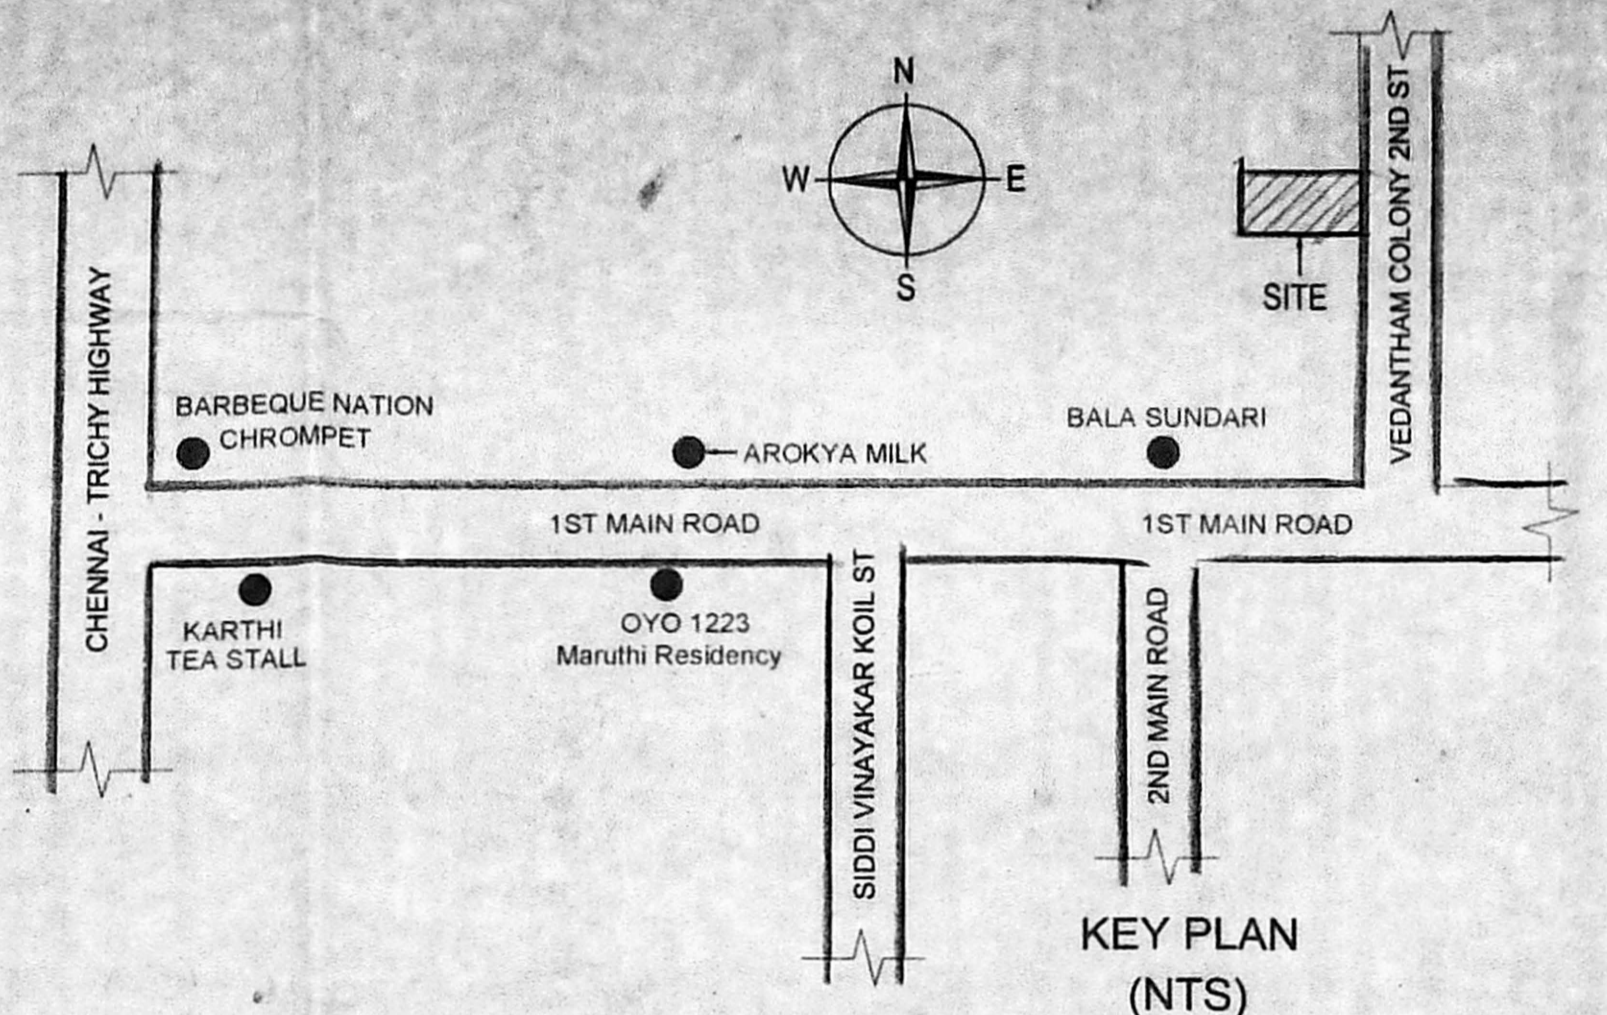 N
W
E
S
VEDANTHAM COLONY 2ND ST
SITE
CHENNAI - TRICHY HIGHWAY
BARBEQUE NATION
CHROMPET
AROKYA MILK
BALA SUNDARI
1ST MAIN ROAD
1ST MAIN ROAD
KARTHI
TEA STALL
OYO 1223
Maruthi Residency
SIDDI VINAYAKAR KOIL ST
2ND MAIN ROAD
KEY PLAN
(NTS)